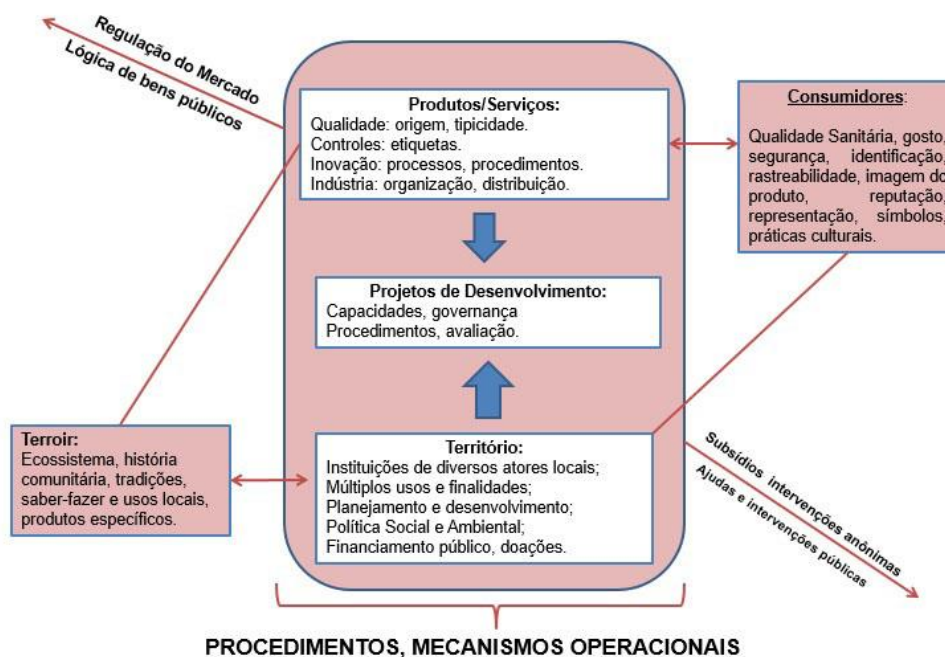 Regulação do Mercado
Lógica de bens públicos
Produtos/Serviços:
Qualidade: origem, tipicidade.
Controles: etiquetas.
Inovação: processos, procedimentos.
Indústria: organização, distribuição.
Consumidores:
Qualidade Sanitária, gosto,
segurança, identificação,
rastreabilidade, imagem do
produto, reputação,
representação, símbolos,
práticas culturais.
Projetos de Desenvolvimento:
Capacidades, governança
Procedimentos, avaliação.
Terroir:
Ecossistema, história
comunitária, tradições,
saber-fazer e usos locais,
produtos específicos.
Território:
Instituições de diversos atores locais;
Múltiplos usos e finalidades;
Planejamento e desenvolvimento;
Política Social e Ambiental;
Financiamento público, doações.
Subsídios intervenções anônimas
Ajudas e intervenções públicas
PROCEDIMENTOS, MECANISMOS OPERACIONAIS